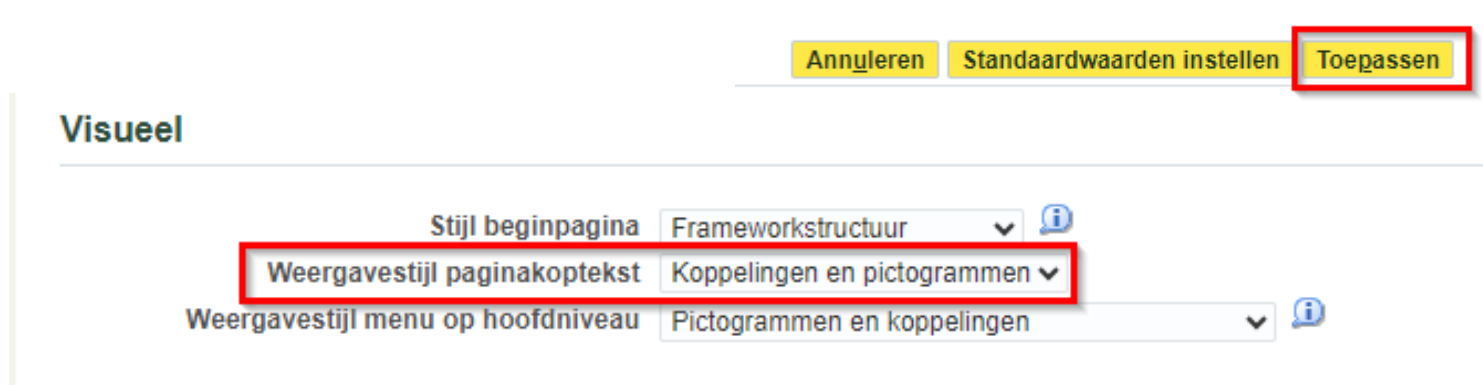 Annuleren Standaardwaarden instellen Toepassen
Visueel
Stijl beginpagina Frameworkstructuur
Weergavestijl paginakoptekst Koppelingen en pictogrammen
Weergavestijl menu op hoofdniveau Pictogrammen en koppelingen